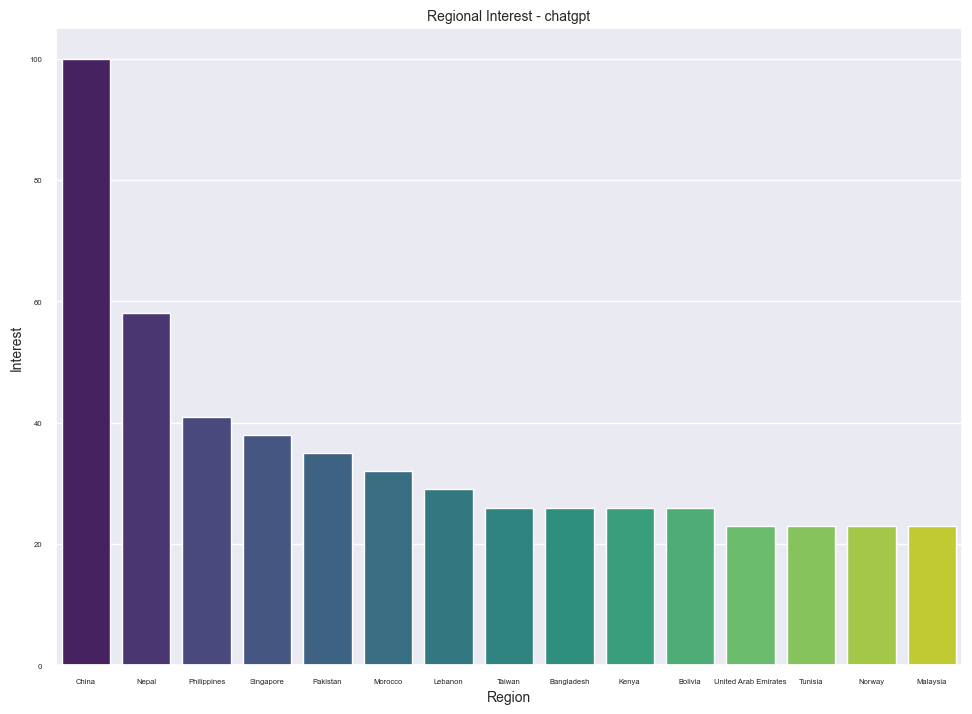 Regional Interest - chatgpt
100
80
60
40
20
0
Interest
China Nepal Philippines Singapore Pakistan Morocco Lebanon Taiwan Bangladesh Kenya Bolivia United Arab Emirates Tunisia Norway Malaysia
Region